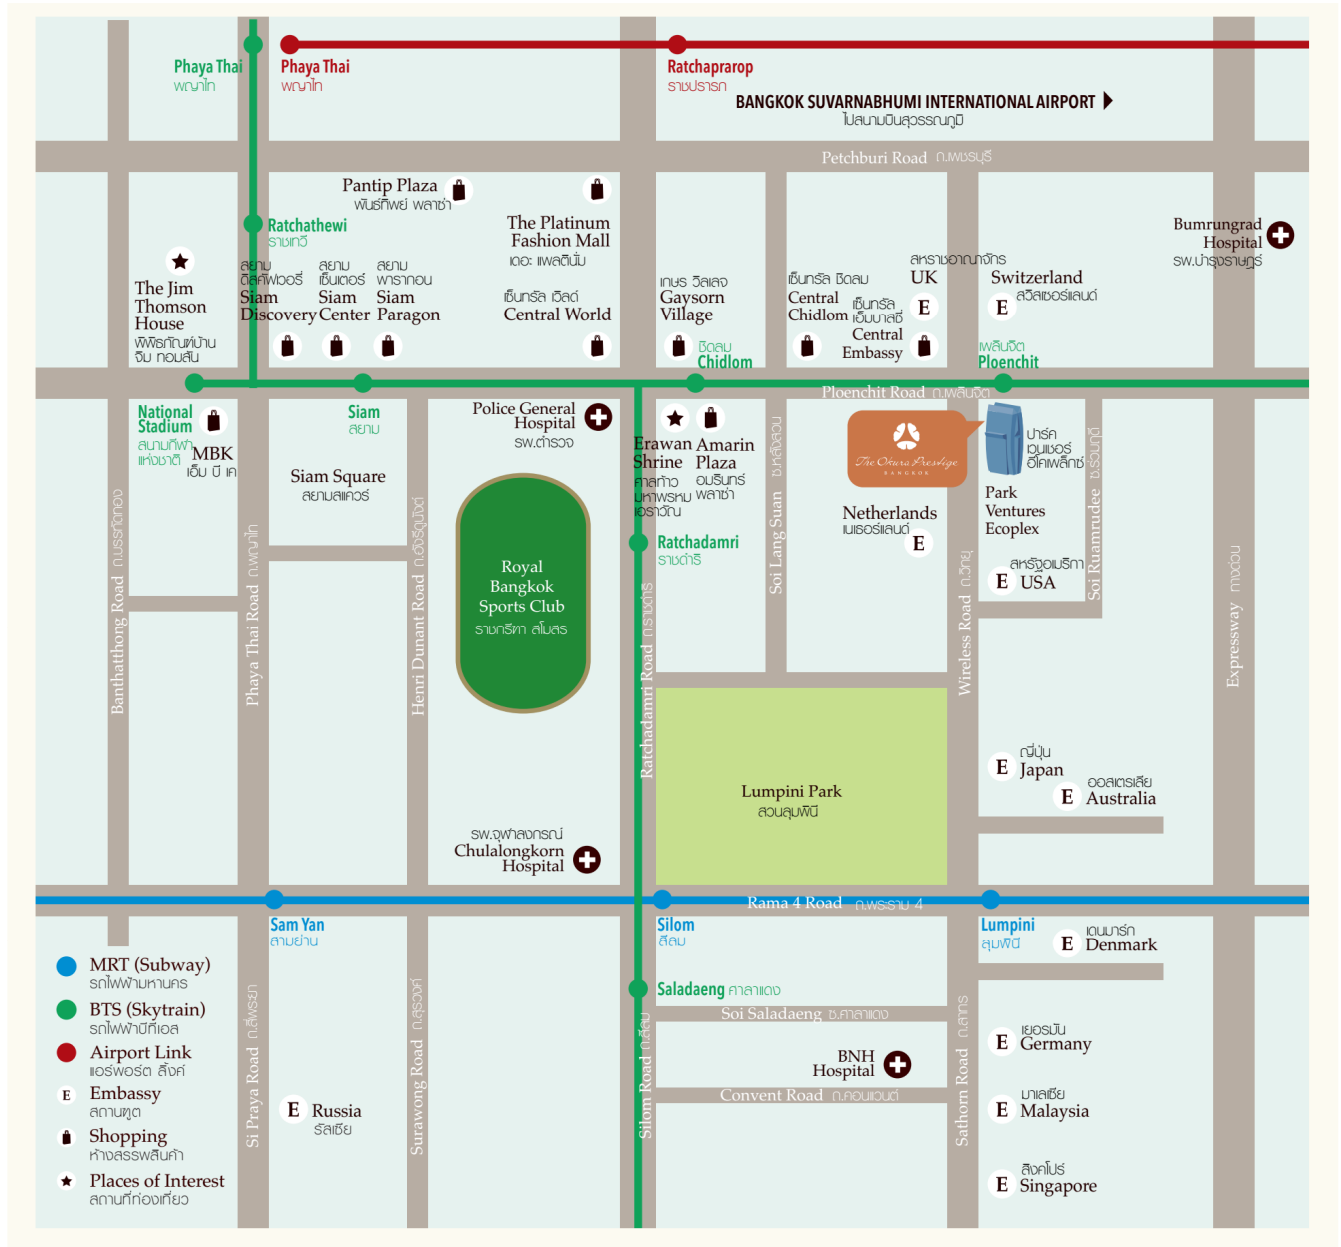 Phaya Thai
พญาไท
Phaya Thai
พญาไท
Ratchaprarop
ราชปรารภ
BANGKOK SUVARNABHUMI INTERNATIONAL AIRPORT
ไปสนามบินสุวรรณภูมิ
Petchburi Road ถ.เพชรบุรี
Pantip Plaza
พันธ์ทิพย์ พลาซ่า
The Platinum
Fashion Mall
เดอะ แพลตินั่ม
Ratchathewi
ราชเทวี
Bumrungrad
Hospital
รพ.บำรุงราษฎร์
The Jim
Thomson
House
พิพิธภัณฑ์บ้าน
จิม ทอมสัน
สยาม
ดิสคัฟเวอรี่
Siam
Discovery
สยาม
เซ็นเตอร์
Siam
Center
สยาม
พารากอน
Siam
Paragon
เซ็นทรัล เวิลด์
Central World
เกษร วิลเลจ
Gaysorn
Village
เซ็นทรัล ชิดลม
Central
Chidlom
เซ็นทรัล
เอ็มบาสซี่
Central
Embassy
สหราชอาณาจักร
UK
E
Switzerland
สวิสเซอร์แลนด์
E
ชิดลม
Chidlom
เพลินจิต
Ploenchit
Ploenchit Road ถ.เพลินจิต
National
Stadium
สนามกีฬา
แห่งชาติ
MBK
เอ็ม บี เค
Siam
สยาม
Siam Square
สยามสแควร์
Police General
Hospital
รพ.ตำรวจ
Erawan
Shrine
ศาลท้าว
มหาพรหม
เอราวัณ
Amarin
Plaza
อมรินทร์
พลาซ่า
The Okura Prestige
BANGKOK
ปาร์ค
เวนเชอร์
อีโคเพล็กซ์
Park
Ventures
Ecoplex
Netherlands
เนเธอร์แลนด์
E
สหรัฐอเมริกา
E USA
Ratchadamri
ราชดำริ
Royal
Bangkok
Sports Club
ราชกรีฑา สโมสร
Banthatthong Road ถ.บรรทัดทอง
Phaya Thai Road ถ.พญาไท
Henri Dunant Road ถ.อังรีดูนังต์
Ratchadamri Road ถ.ราชดำริ
Soi Lang Suan ซ.หลังสวน
Wireless Road ถ.วิทยุ
Soi Ruamrudee ซ.ร่วมฤดี
Expressway ทางด่วน
Lumpini Park
สวนลุมพินี
ญี่ปุ่น
E Japan
ออสเตรเลีย
E Australia
รพ.จุฬาลงกรณ์
Chulalongkorn
Hospital
Rama 4 Road ถ.พระราม 4
Sam Yan
สามย่าน
Silom
สีลม
Lumpini
ลุมพินี
เดนมาร์ก
E Denmark
Saladaeng ศาลาแดง
Soi Saladaeng ซ.ศาลาแดง
BNH
Hospital
Convent Road ถ.คอนแวนต์
Si Praya Road ถ.สี่พระยา
Surawong Road ถ.สุรวงศ์
Silom Road ถ.สีลม
Sathorn Road ถ.สาทร
E Russia
รัสเซีย
เยอรมัน
E Germany
มาเลเซีย
E Malaysia
สิงคโปร์
E Singapore
MRT (Subway)
รถไฟฟ้ามหานคร
BTS (Skytrain)
รถไฟฟ้าบีทีเอส
Airport Link
แอร์พอร์ต ลิ้งค์
E Embassy
สถานทูต
Shopping
ห้างสรรพสินค้า
Places of Interest
สถานที่ท่องเที่ยว